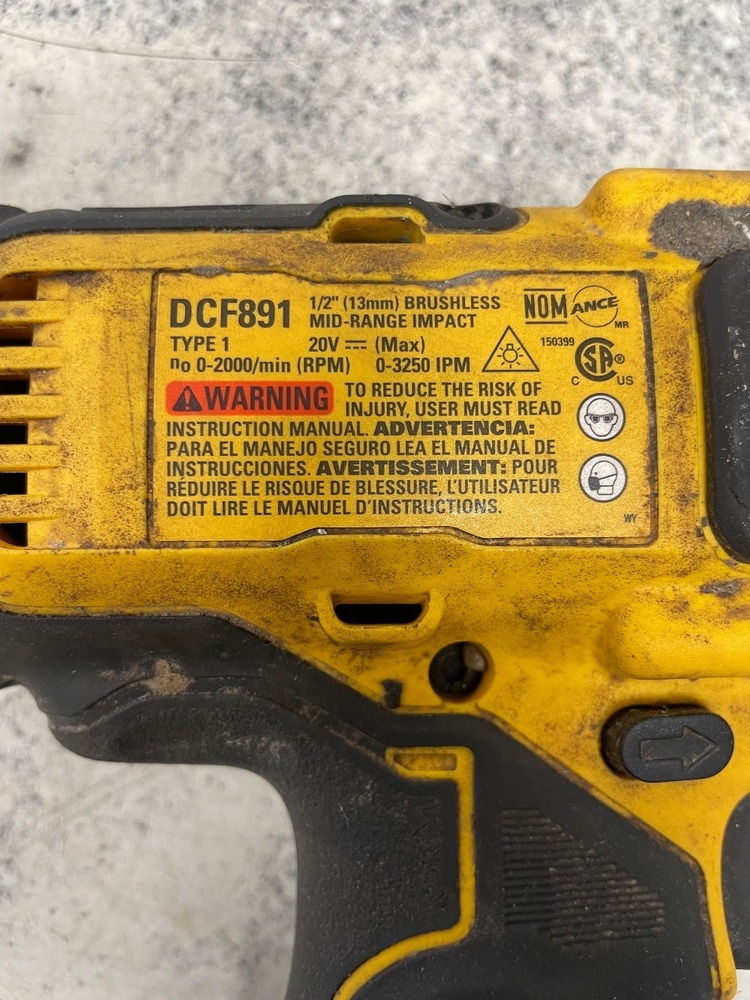 DCF891 1/2" (13mm) BRUSHLESS
MID-RANGE IMPACT
NOM ANCE MR
TYPE 1 20V ⎓ (Max)
150399
n₀ 0-2000/min (RPM) 0-3250 IPM
C SA® C US
⚠WARNING TO REDUCE THE RISK OF
INJURY, USER MUST READ
INSTRUCTION MANUAL. ADVERTENCIA:
PARA EL MANEJO SEGURO LEA EL MANUAL DE
INSTRUCCIONES. AVERTISSEMENT: POUR
RÉDUIRE LE RISQUE DE BLESSURE, L'UTILISATEUR
DOIT LIRE LE MANUEL D'INSTRUCTIONS.
WY